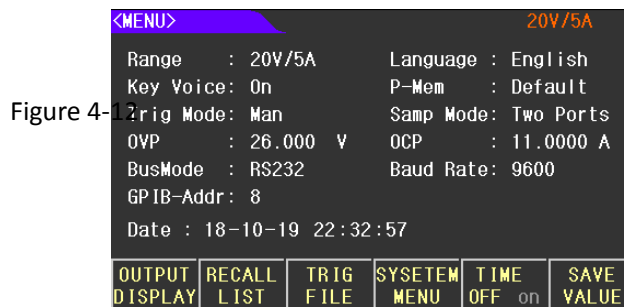 <MENU> 20V/5A
Range : 20V/5A Language : English
Key Voice: On P-Mem : Default
Figure 4-12
Trig Mode: Man Samp Mode: Two Ports
OVP : 26.000 V OCP : 11.0000 A
BusMode : RS232 Baud Rate: 9600
GPIB-Addr: 8
Date : 18-10-19 22:32:57
OUTPUT RECALL TRIG SYSETEM TIME SAVE
DISPLAY LIST FILE MENU OFF on VALUE